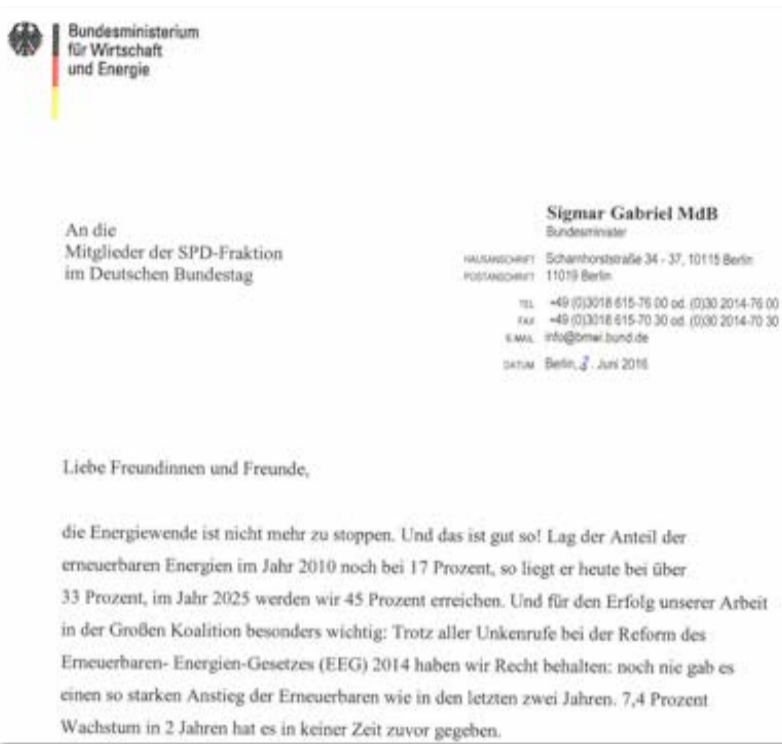 Bundesministerium
für Wirtschaft
und Energie
An die
Mitglieder der SPD-Fraktion
im Deutschen Bundestag
Sigmar Gabriel MdB
Bundesminister
HAUSANSCHRIFT Scharnhorststraße 34 - 37, 10115 Berlin
POSTANSCHRIFT 11019 Berlin
TEL +49 (0)3018 615-76 00 od. (0)30 2014-76 00
FAX +49 (0)3018 615-70 30 od. (0)30 2014-70 30
E-MAIL info@bmwi.bund.de
DATUM Berlin, . Juni 2016
Liebe Freundinnen und Freunde,
die Energiewende ist nicht mehr zu stoppen. Und das ist gut so! Lag der Anteil der
erneuerbaren Energien im Jahr 2010 noch bei 17 Prozent, so liegt er heute bei über
33 Prozent, im Jahr 2025 werden wir 45 Prozent erreichen. Und für den Erfolg unserer Arbeit
in der Großen Koalition besonders wichtig: Trotz aller Unkenrufe bei der Reform des
Erneuerbaren- Energien-Gesetzes (EEG) 2014 haben wir Recht behalten: noch nie gab es
einen so starken Anstieg der Erneuerbaren wie in den letzten zwei Jahren. 7,4 Prozent
Wachstum in 2 Jahren hat es in keiner Zeit zuvor gegeben.